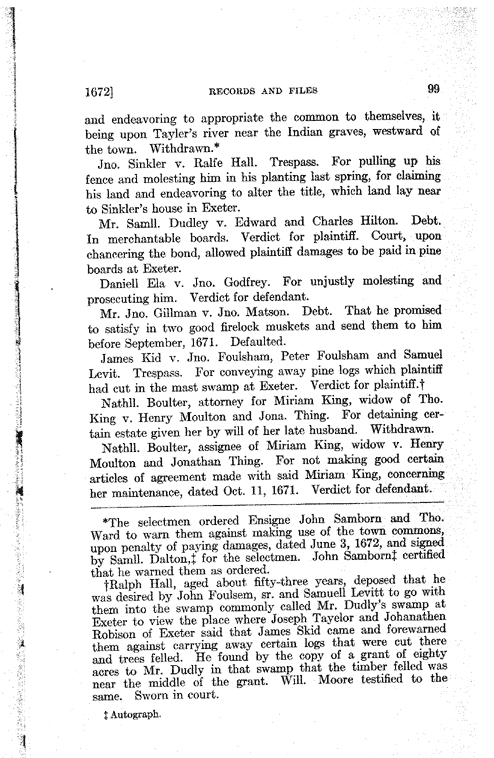 1672] RECORDS AND FILES 99
and endeavoring to appropriate the common to themselves, it
being upon Tayler's river near the Indian graves, westward of
the town. Withdrawn.*
Jno. Sinkler v. Ralfe Hall. Trespass. For pulling up his
fence and molesting him in his planting last spring, for claiming
his land and endeavoring to alter the title, which land lay near
to Sinkler's house in Exeter.
Mr. Samll. Dudley v. Edward and Charles Hilton. Debt.
In merchantable boards. Verdict for plaintiff. Court, upon
chancering the bond, allowed plaintiff damages to be paid in pine
boards at Exeter.
Daniell Ela v. Jno. Godfrey. For unjustly molesting and
prosecuting him. Verdict for defendant.
Mr. Jno. Gillman v. Jno. Matson. Debt. That he promised
to satisfy in two good firelock muskets and send them to him
before September, 1671. Defaulted.
James Kid v. Jno. Foulsham, Peter Foulsham and Samuel
Levit. Trespass. For conveying away pine logs which plaintiff
had cut in the mast swamp at Exeter. Verdict for plaintiff.†
Nathll. Boulter, attorney for Miriam King, widow of Tho.
King v. Henry Moulton and Jona. Thing. For detaining cer-
tain estate given her by will of her late husband. Withdrawn.
Nathll. Boulter, assignee of Miriam King, widow v. Henry
Moulton and Jonathan Thing. For not making good certain
articles of agreement made with said Miriam King, concerning
her maintenance, dated Oct. 11, 1671. Verdict for defendant.
*The selectmen ordered Ensigne John Samborn and Tho.
Ward to warn them against making use of the town commons,
upon penalty of paying damages, dated June 3, 1672, and signed
by Samll. Dalton,‡ for the selectmen. John Samborn‡ certified
that he warned them as ordered.
†Ralph Hall, aged about fifty-three years, deposed that he
was desired by John Foulsem, sr. and Samuell Levitt to go with
them into the swamp commonly called Mr. Dudly's swamp at
Exeter to view the place where Joseph Tayelor and Johanathen
Robison of Exeter said that James Skid came and forewarned
them against carrying away certain logs that were cut there
and trees felled. He found by the copy of a grant of eighty
acres to Mr. Dudly in that swamp that the timber felled was
near the middle of the grant. Will. Moore testified to the
same. Sworn in court.
‡ Autograph.